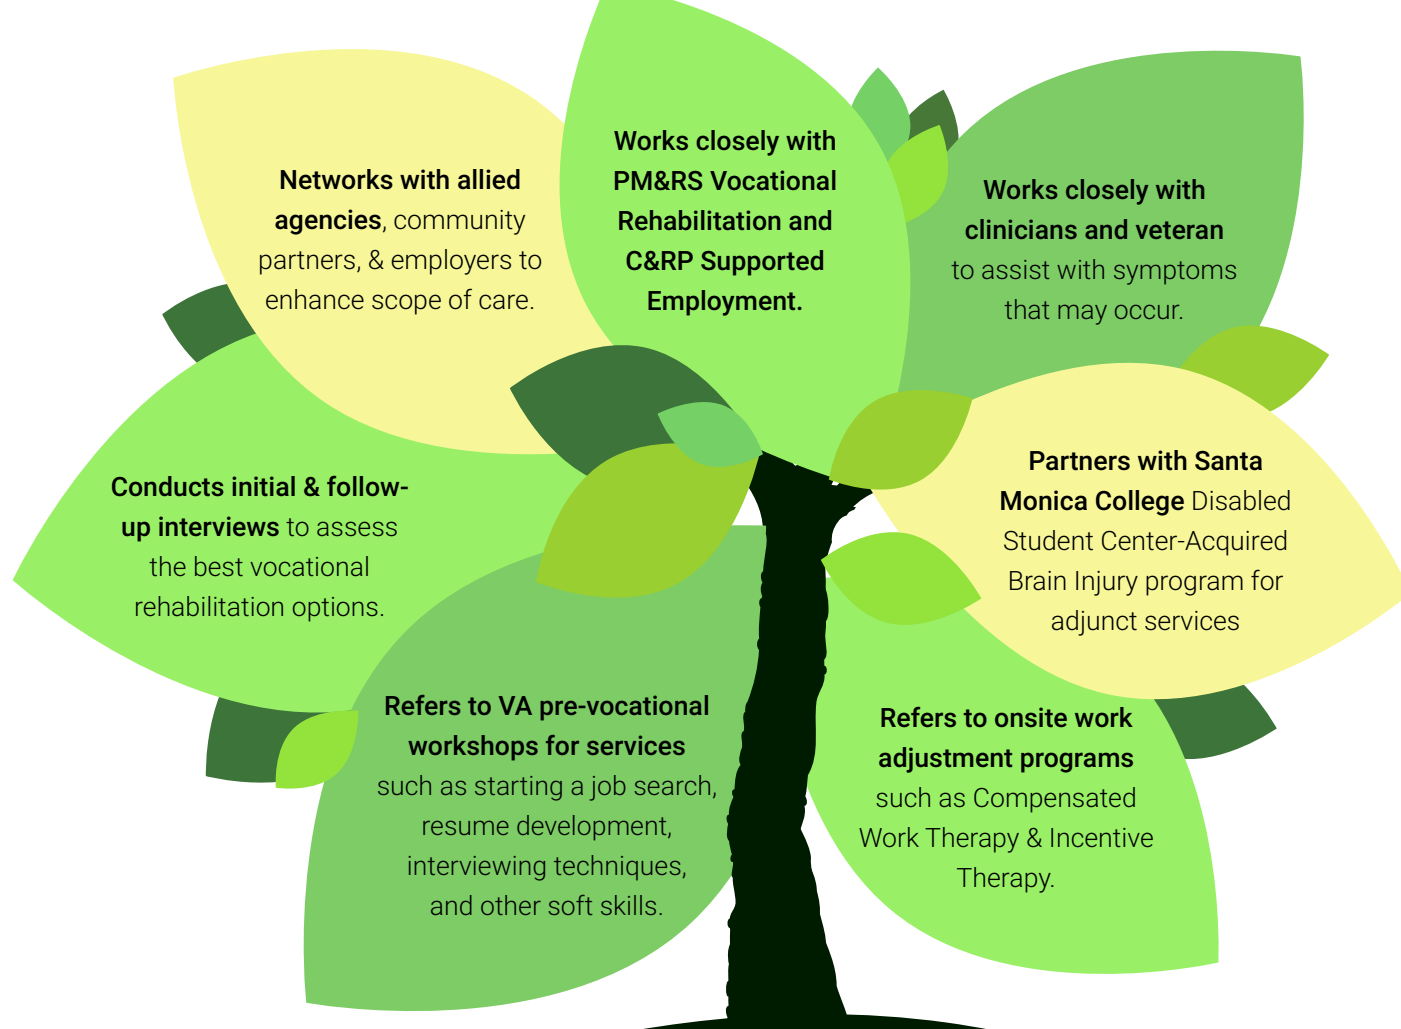 Networks with allied
agencies, community
partners, & employers to
enhance scope of care.
Works closely with
PM&RS Vocational
Rehabilitation and
C&RP Supported
Employment.
Works closely with
clinicians and veteran
to assist with symptoms
that may occur.
Conducts initial & follow-
up interviews to assess
the best vocational
rehabilitation options.
Partners with Santa
Monica College Disabled
Student Center-Acquired
Brain Injury program for
adjunct services
Refers to VA pre-vocational
workshops for services
such as starting a job search,
resume development,
interviewing techniques,
and other soft skills.
Refers to onsite work
adjustment programs
such as Compensated
Work Therapy & Incentive
Therapy.